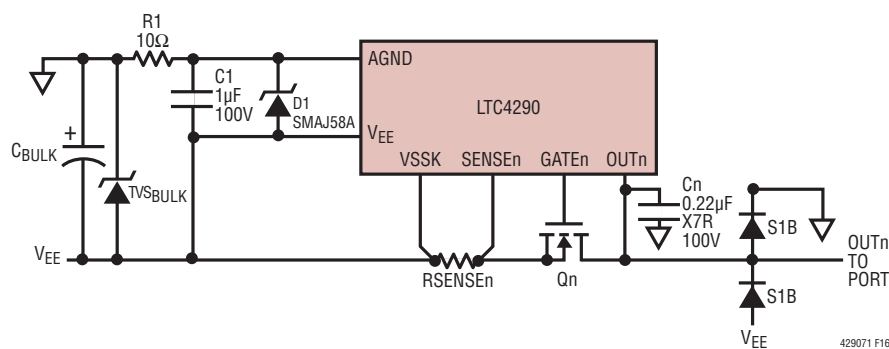 R1
10Ω
C1
1µF
100V
D1
SMAJ58A
CBULK
+
TVSBULK
VEE
AGND
LTC4290
VEE
VSSK SENSEn GATEn OUTn
Cn
0.22µF
X7R
100V
S1B
OUTn
TO
PORT
RSENSEn
Qn
S1B
VEE
429071 F16